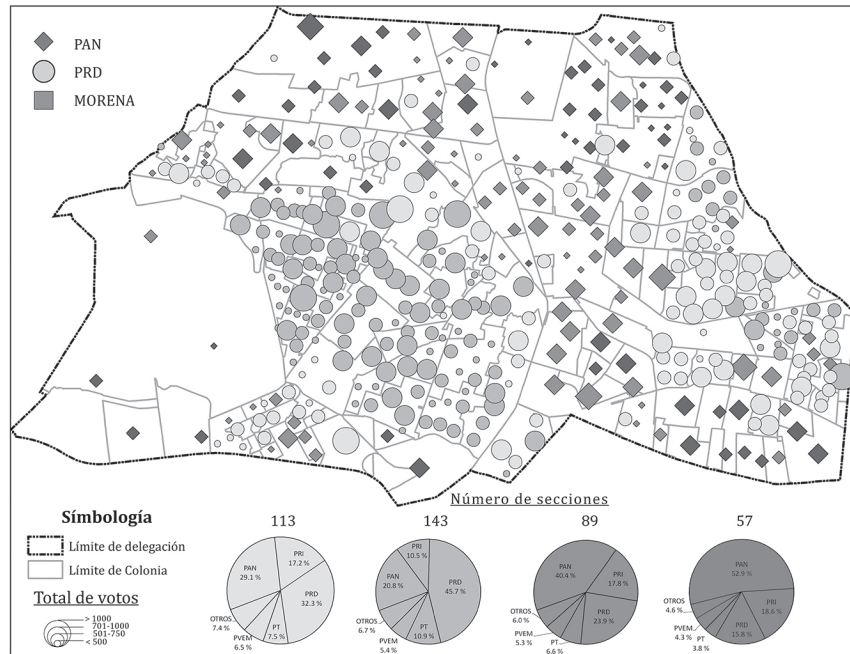 PAN
PRD
MORENA
Número de secciones
Símbología
Límite de delegación
Límite de Colonia
Total de votos
> 1000
701-1000
501-750
< 500
113
PAN
29.1 %
PRI
17.2 %
PRD
32.3 %
PT
7.5 %
PVEM
6.5 %
OTROS
7.4 %
143
PRI
10.5 %
PAN
20.8 %
PRD
45.7 %
OTROS
6.7 %
PVEM
5.4 %
PT
10.9 %
89
PAN
40.4 %
PRI
17.8 %
PRD
23.9 %
OTROS
6.0 %
PVEM
5.3 %
PT
6.6 %
57
PAN
52.9 %
PRI
18.6 %
PRD
15.8 %
OTROS
4.6 %
PVEM
4.3 %
PT
3.8 %